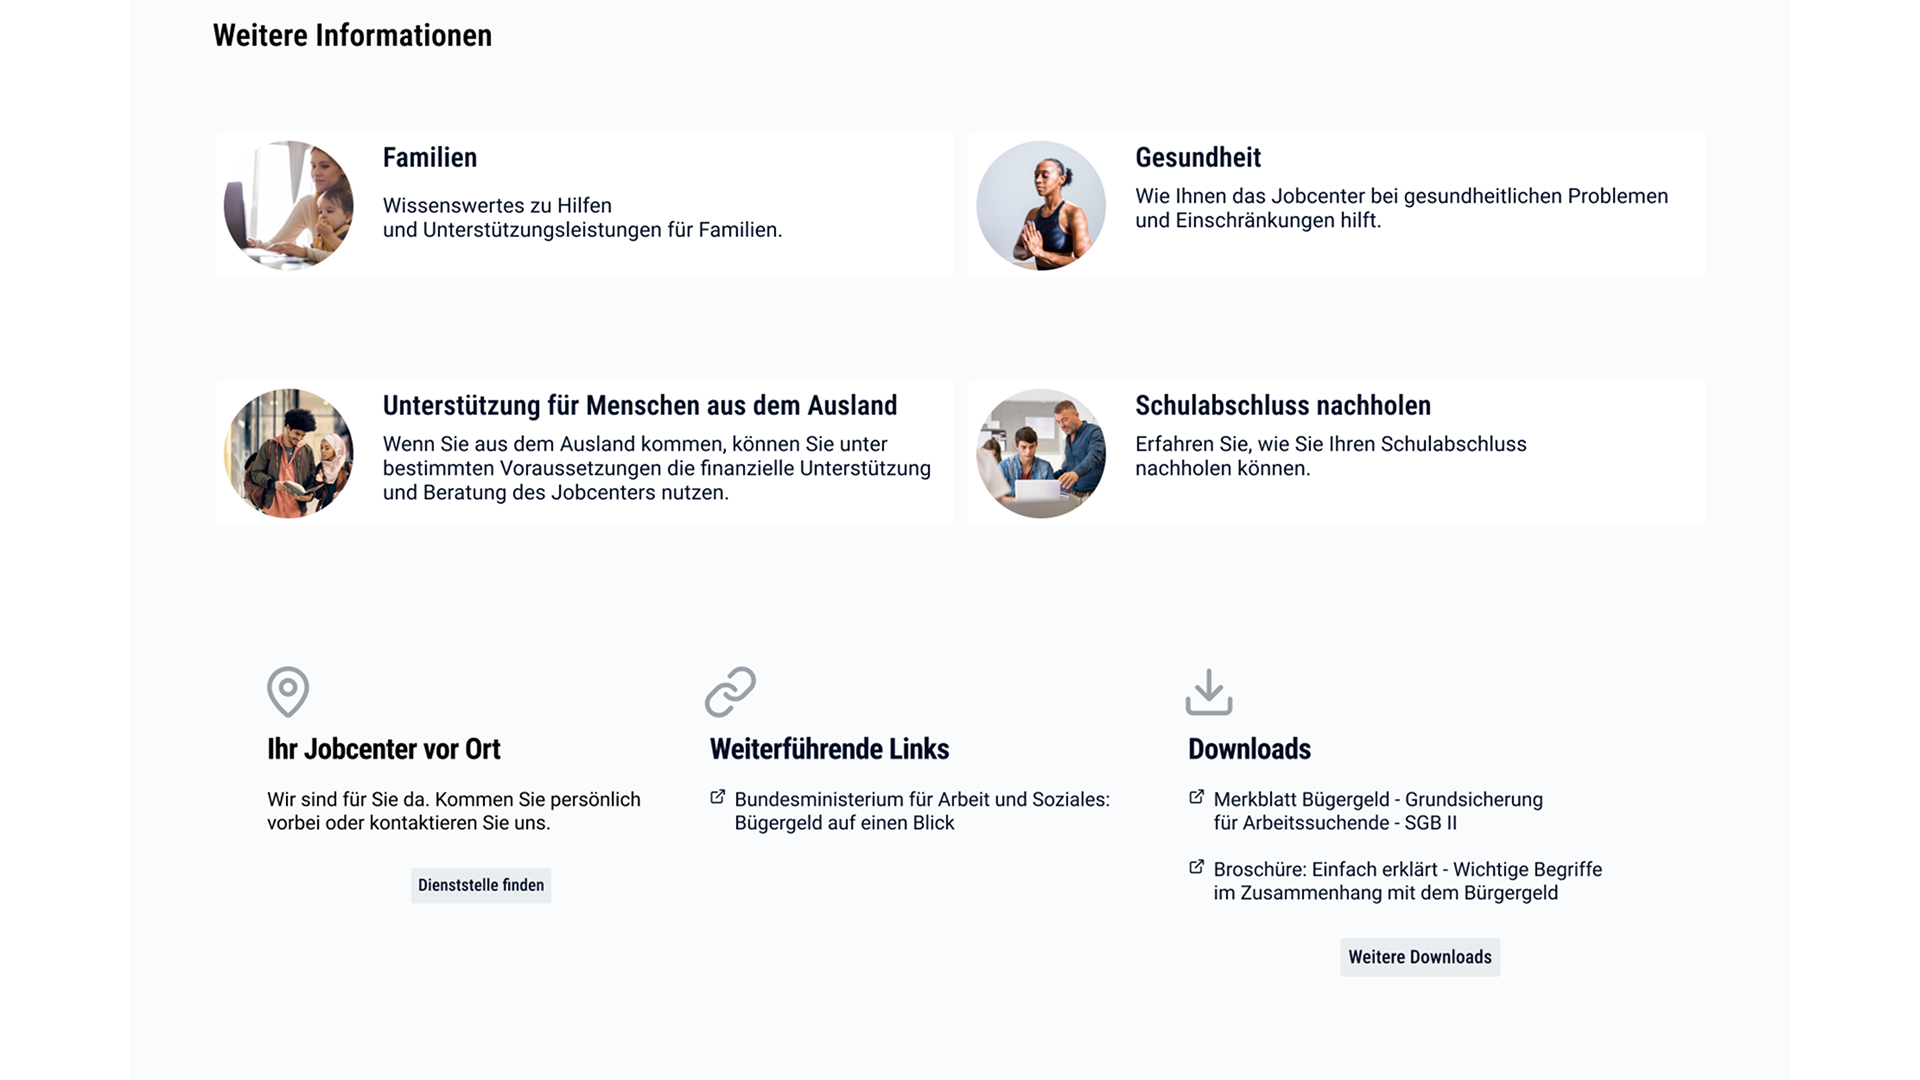 Weitere Informationen
Familien
Wissenswertes zu Hilfen
und Unterstützungsleistungen für Familien.
Gesundheit
Wie Ihnen das Jobcenter bei gesundheitlichen Problemen
und Einschränkungen hilft.
Unterstützung für Menschen aus dem Ausland
Wenn Sie aus dem Ausland kommen, können Sie unter
bestimmten Voraussetzungen die finanzielle Unterstützung
und Beratung des Jobcenters nutzen.
Schulabschluss nachholen
Erfahren Sie, wie Sie Ihren Schulabschluss
nachholen können.
Ihr Jobcenter vor Ort
Wir sind für Sie da. Kommen Sie persönlich
vorbei oder kontaktieren Sie uns.
Dienststelle finden
Weiterführende Links
Bundesministerium für Arbeit und Soziales:
Bügergeld auf einen Blick
Downloads
Merkblatt Bügergeld - Grundsicherung
für Arbeitssuchende - SGB II
Broschüre: Einfach erklärt - Wichtige Begriffe
im Zusammenhang mit dem Bürgergeld
Weitere Downloads